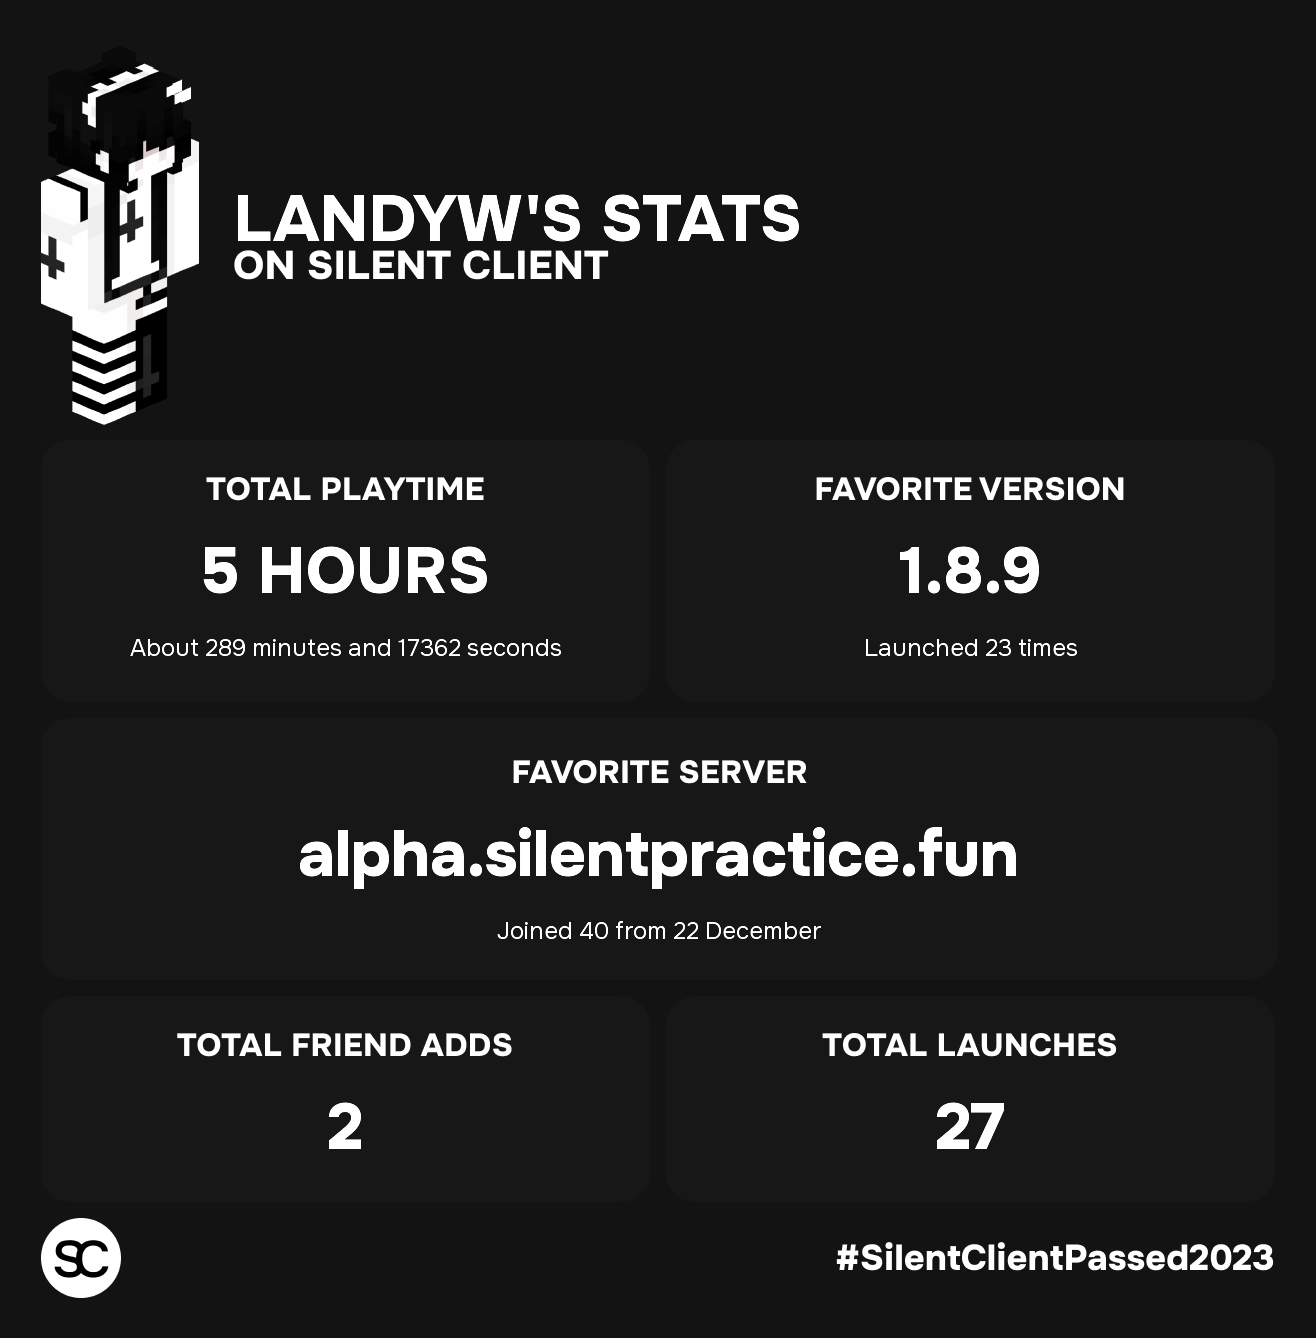 LANDYW'S STATS
ON SILENT CLIENT
TOTAL PLAYTIME
5 HOURS
About 289 minutes and 17362 seconds
FAVORITE VERSION
1.8.9
Launched 23 times
FAVORITE SERVER
alpha.silentpractice.fun
Joined 40 from 22 December
TOTAL FRIEND ADDS
2
TOTAL LAUNCHES
27
SC
#SilentClientPassed2023